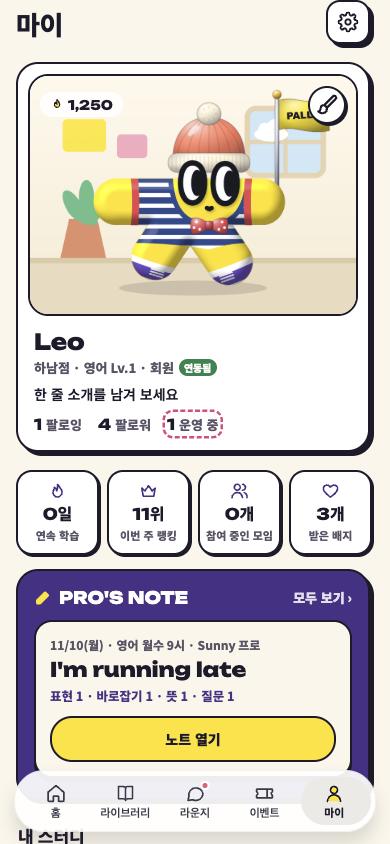 마이
1,250
Leo
하남점 · 영어 Lv.1 · 회원 연동됨
한 줄 소개를 남겨 보세요
1 팔로잉 4 팔로워 1 운영 중
0일 11위 0개 3개
연속 학습 이번 주 랭킹 참여 중인 모임 받은 배지
PRO'S NOTE 모두 보기 ›
11/10(월) · 영어 월수 9시 · Sunny 프로
I'm running late
표현 1 · 바로잡기 1 · 뜻 1 · 질문 1
노트 열기
홈 라이브러리 라운지 이벤트 마이
내 스터디